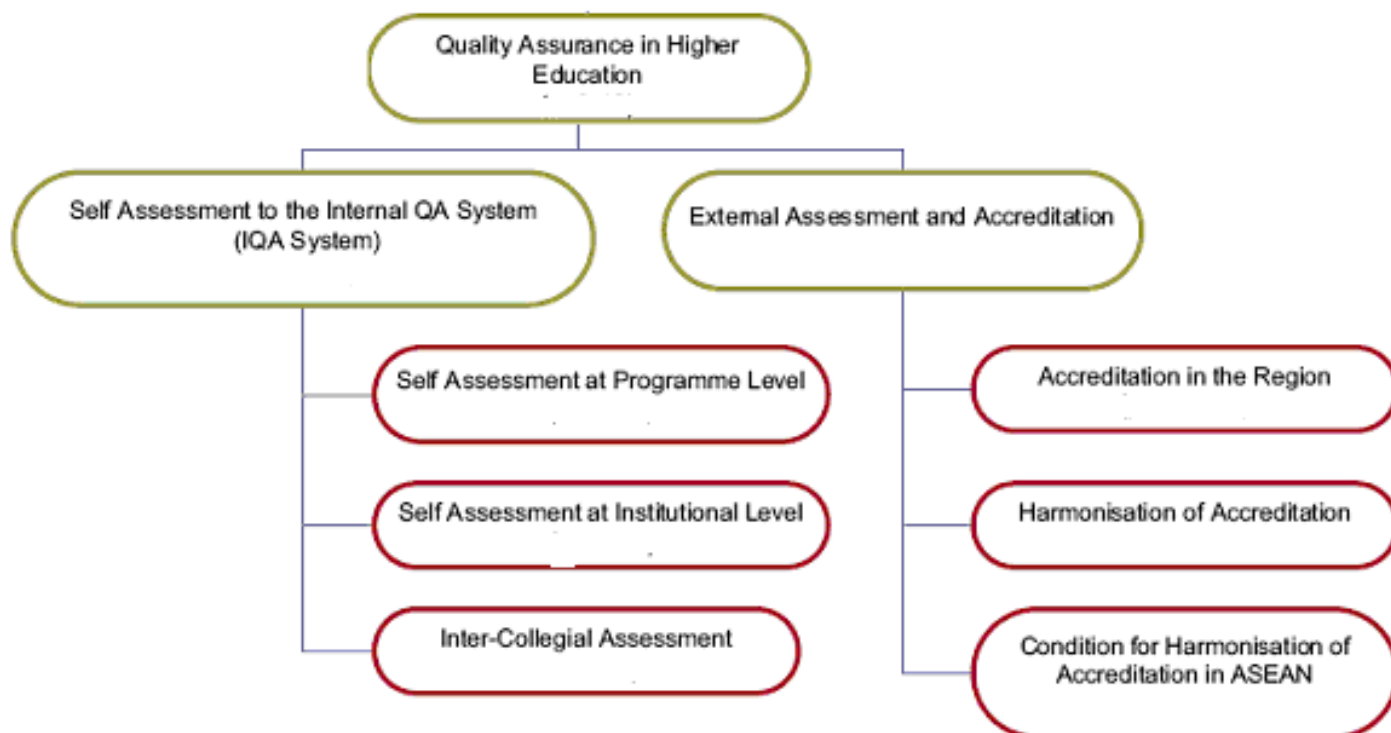 Quality Assurance in Higher
Education
Self Assessment to the Internal QA System
(IQA System)
External Assessment and Accreditation
Self Assessment at Programme Level
Self Assessment at Institutional Level
Inter-Collegial Assessment
Accreditation in the Region
Harmonisation of Accreditation
Condition for Harmonisation of
Accreditation in ASEAN